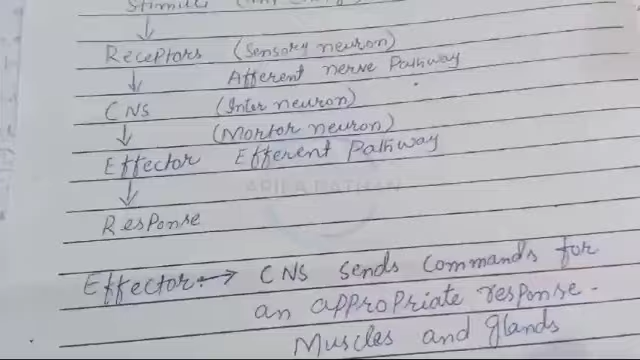 Stimuli
Receptors (Sensory neuron)
Afferent nerve Pathway
CNS (Inter neuron)
(Mortor neuron)
Effector Efferent Pathway
Response
Effector → CNS sends commands for
an appropriate response.
Muscles and glands